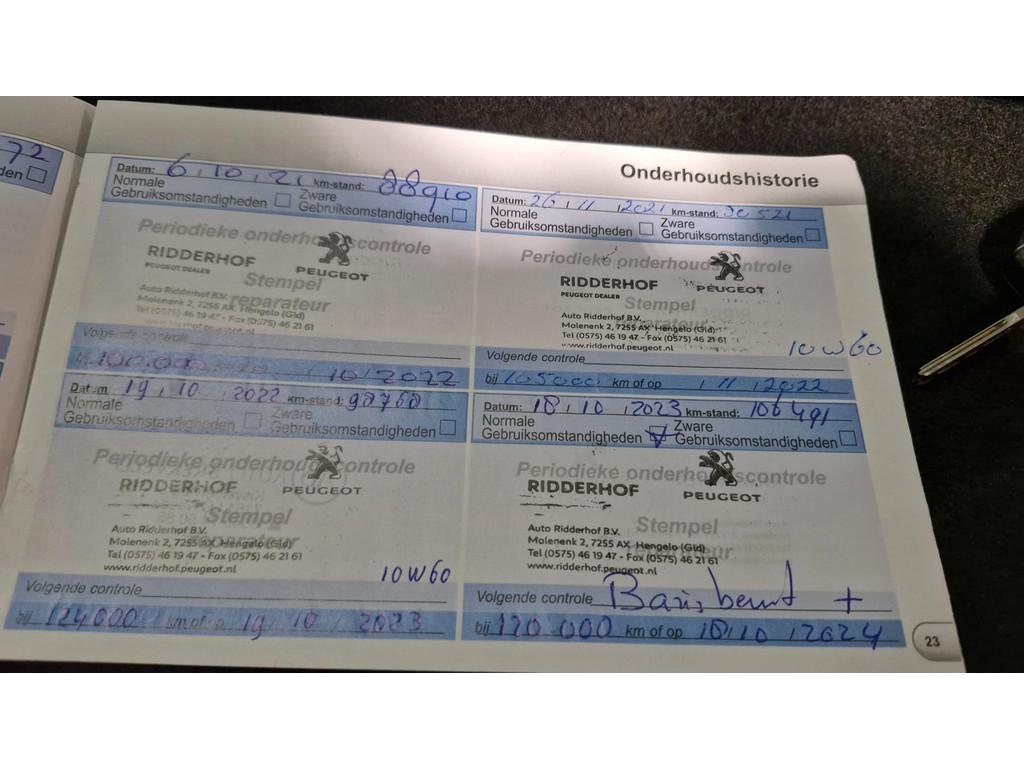 72
den
Onderhoudshistorie
Datum: 6, 10, 21 km-stand: 88910
Normale Zware
Gebruiksomstandigheden Gebruiksomstandigheden
Periodieke onderhoudscontrole
RIDDERHOF PEUGEOT
PEUGEOT DEALER
Stempel
reparateur
Auto Ridderhof B.V.
Molenenk 2, 7255 AX Hengelo (Gld)
Tel (0575) 46 19 47 - Fax (0575) 46 21 61
Volgende controle
bij 100.000 10/2022
Datum: 26, 11, 2021 km-stand: 90521
Normale Zware
Gebruiksomstandigheden Gebruiksomstandigheden
Periodieke onderhoudscontrole
RIDDERHOF PEUGEOT
PEUGEOT DEALER
Stempel
reparateur
Auto Ridderhof B.V.
Molenenk 2, 7255 AX Hengelo (Gld)
Tel (0575) 46 19 47 - Fax (0575) 46 21 61
www.ridderhof.peugeot.nl
10W60
Volgende controle
bij 105000 km of op , 11, 2022
Datum: 19, 10, 2022 km-stand: 98768
Normale Zware
Gebruiksomstandigheden Gebruiksomstandigheden
Periodieke onderhoudscontrole
RIDDERHOF PEUGEOT
Stempel
reparateur
Auto Ridderhof B.V.
Molenenk 2, 7255 AX Hengelo (Gld)
Tel (0575) 46 19 47 - Fax (0575) 46 21 61
www.ridderhof.peugeot.nl
10W60
Volgende controle
bij 124000 km of op 19, 10, 2023
Datum: 18, 10, 2023 km-stand: 106491
Normale Zware
Gebruiksomstandigheden Gebruiksomstandigheden
Periodieke onderhoudscontrole
RIDDERHOF PEUGEOT
Stempel
reparateur
Auto Ridderhof B.V.
Molenenk 2, 7255 AX Hengelo (Gld)
Tel (0575) 46 19 47 - Fax (0575) 46 21 61
www.ridderhof.peugeot.nl
Volgende controle Basisbeurt +
bij 120 000 km of op 18, 10, 2024
23